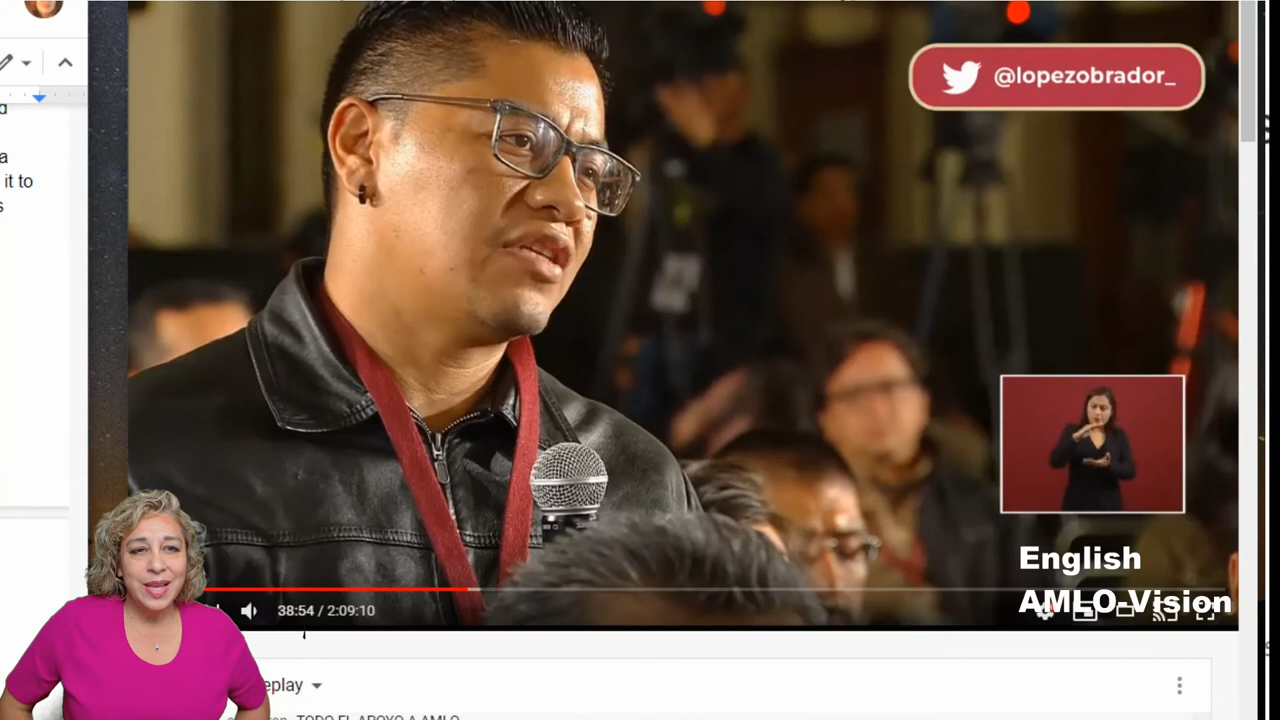 @lopezobrador_
d
a
it to
s
English
AMLO Vision
38:54 / 2:09:10
eplay
TODO EL APOYO A AMLO